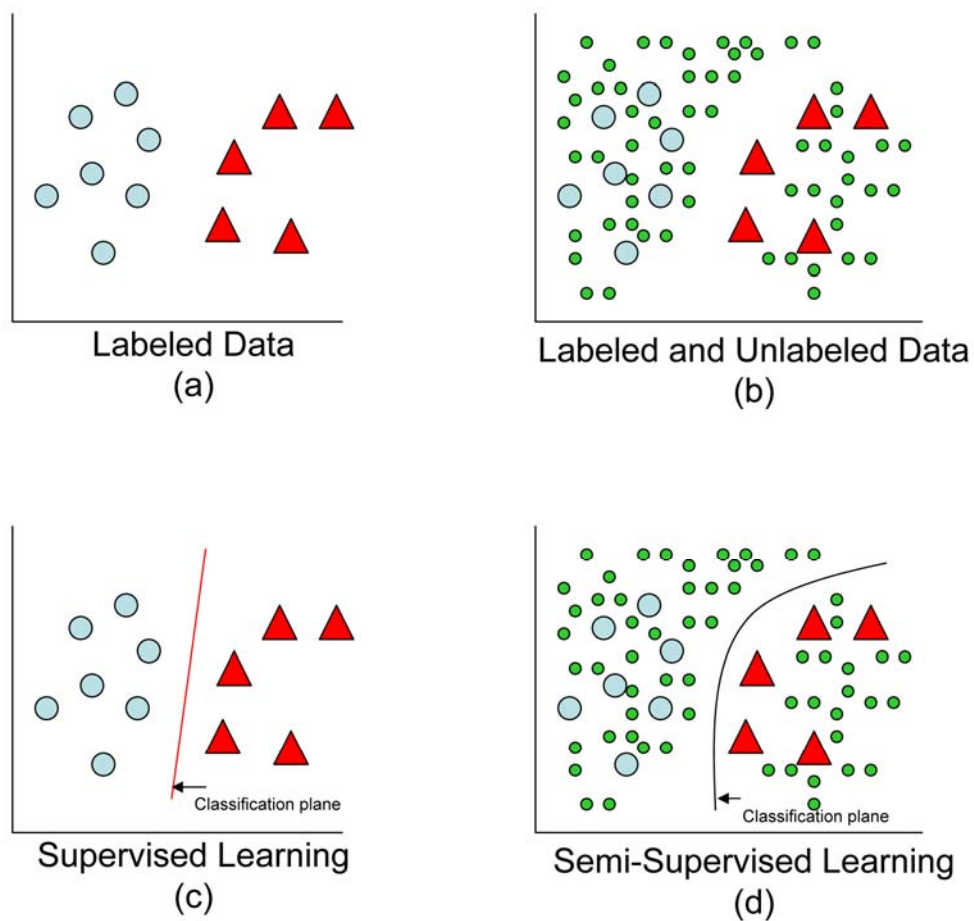 Labeled Data
(a)
Labeled and Unlabeled Data
(b)
Classification plane
Supervised Learning
(c)
Classification plane
Semi-Supervised Learning
(d)